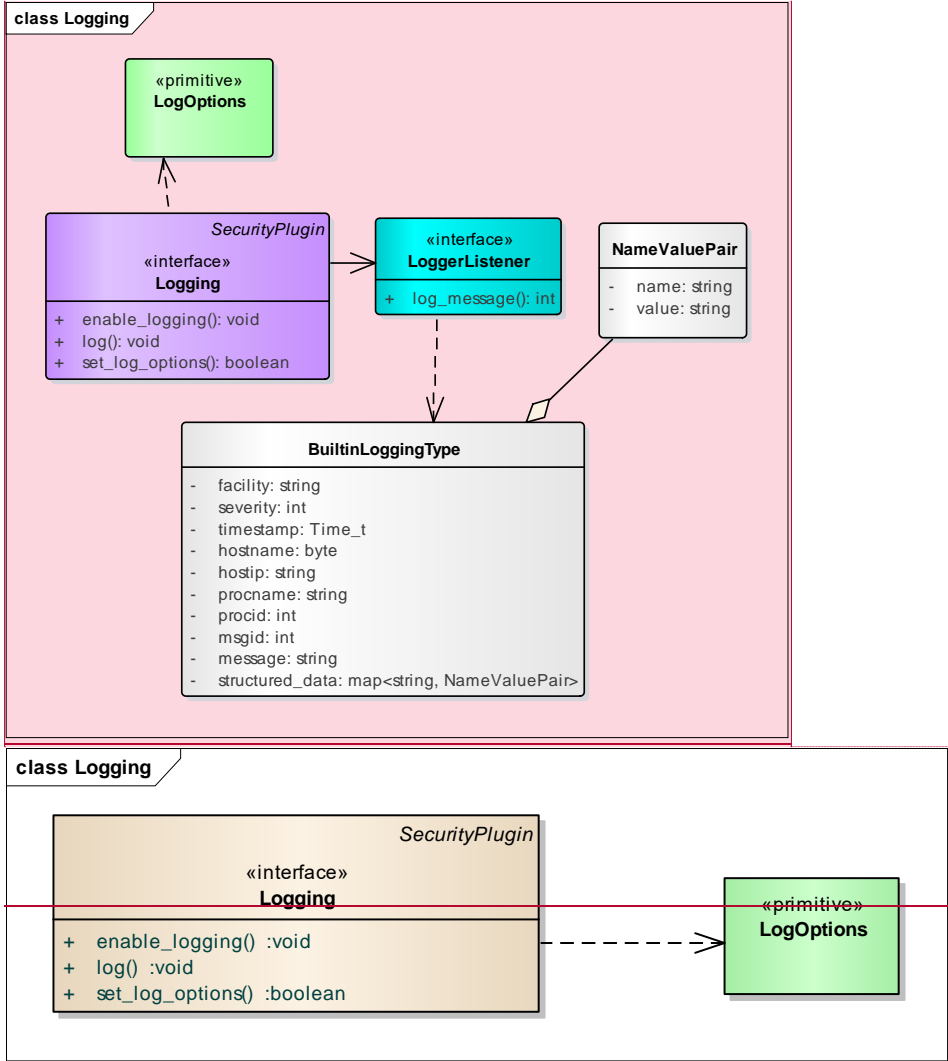 class Logging
«primitive»
LogOptions
SecurityPlugin
«interface»
Logging
+ enable_logging(): void
+ log(): void
+ set_log_options(): boolean
«interface»
LoggerListener
+ log_message(): int
NameValuePair
- name: string
- value: string
BuiltinLoggingType
- facility: string
- severity: int
- timestamp: Time_t
- hostname: byte
- hostip: string
- procname: string
- procid: int
- msgid: int
- message: string
- structured_data: map<string, NameValuePair>
class Logging
SecurityPlugin
«interface»
Logging
+ enable_logging() :void
+ log() :void
+ set_log_options() :boolean
«primitive»
LogOptions